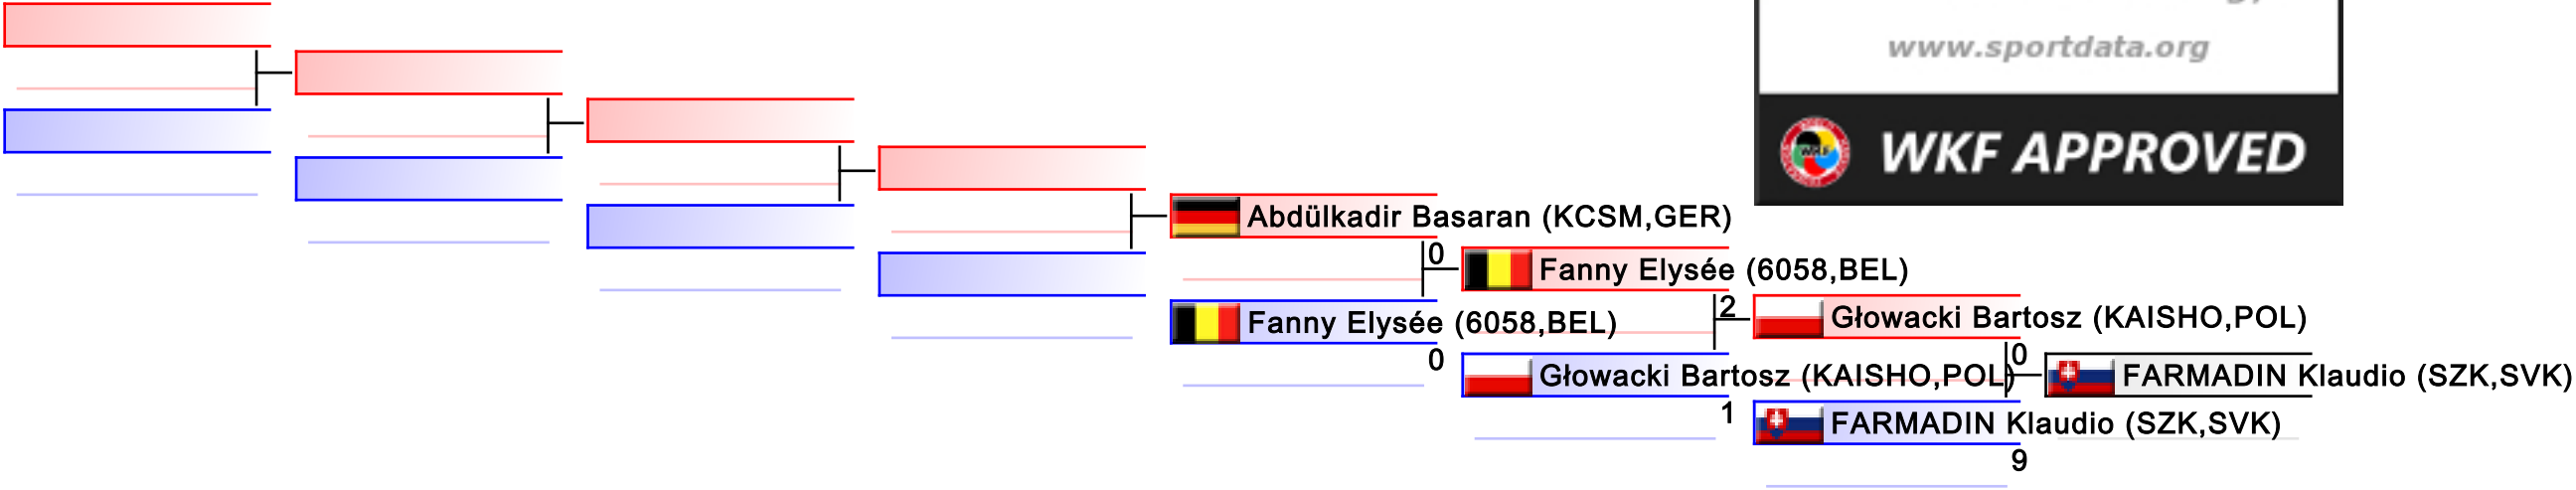 www.sportdata.org
WKF APPROVED
Abdülkadir Basaran (KCSM,GER)
0
Fanny Elysée (6058,BEL)
Fanny Elysée (6058,BEL)
0
2
Głowacki Bartosz (KAISHO,POL)
Głowacki Bartosz (KAISHO,POL)
1
0
FARMADIN Klaudio (SZK,SVK)
FARMADIN Klaudio (SZK,SVK)
9